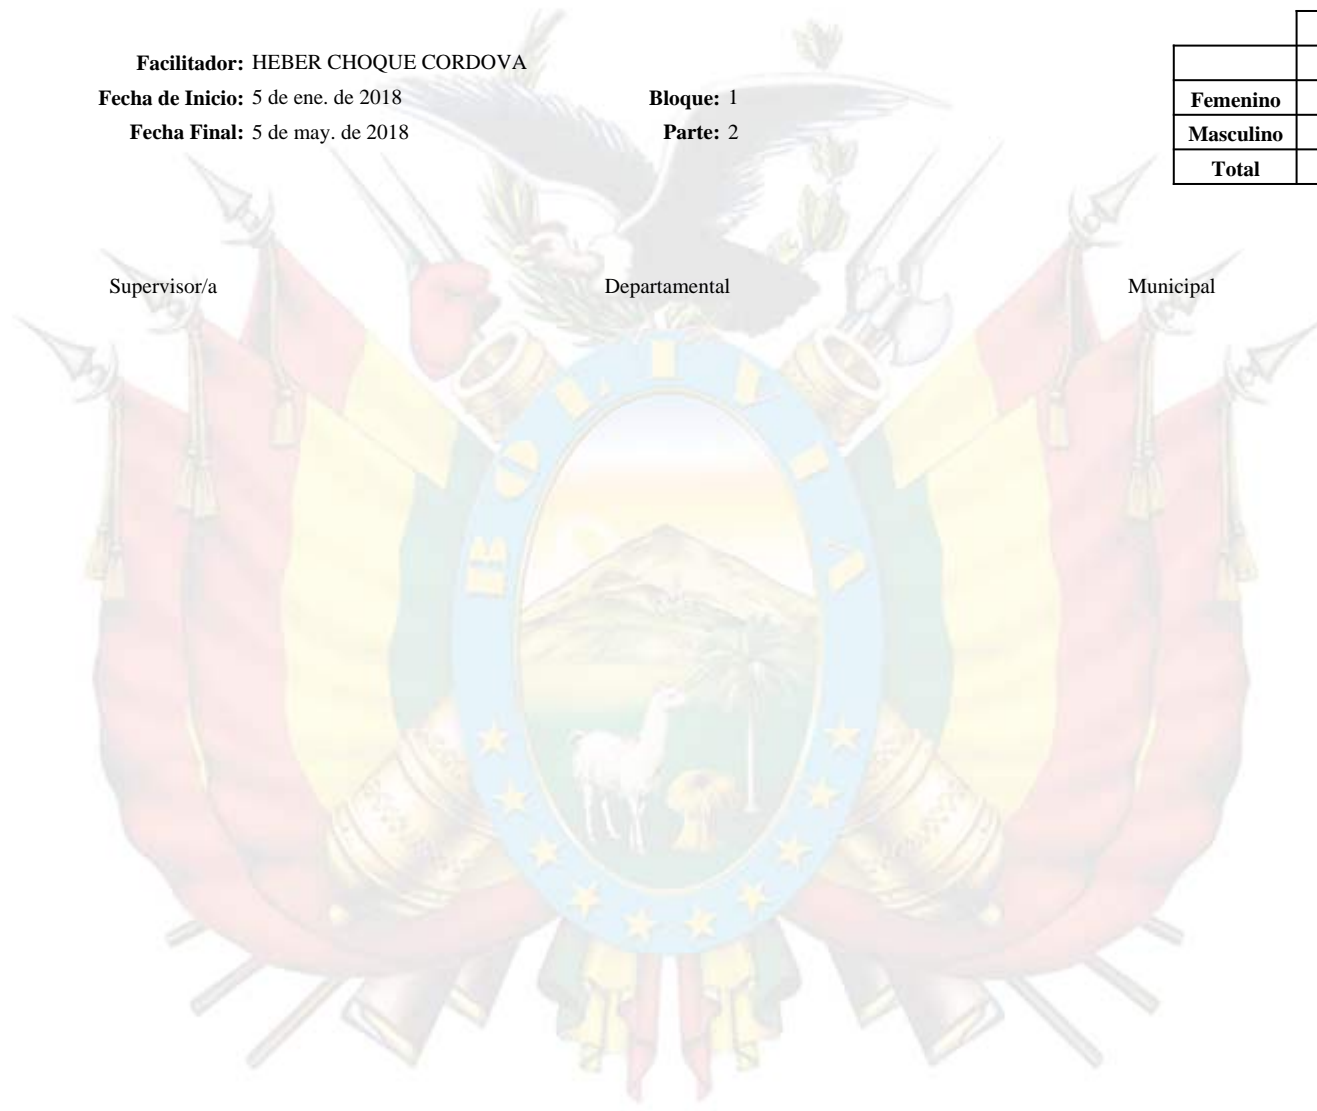 Facilitador: HEBER CHOQUE CORDOVA
Fecha de Inicio: 5 de ene. de 2018 Bloque: 1
Femenino
Fecha Final: 5 de may. de 2018 Parte: 2
Masculino
Total
Supervisor/a Departamental Municipal
BOLIVIA